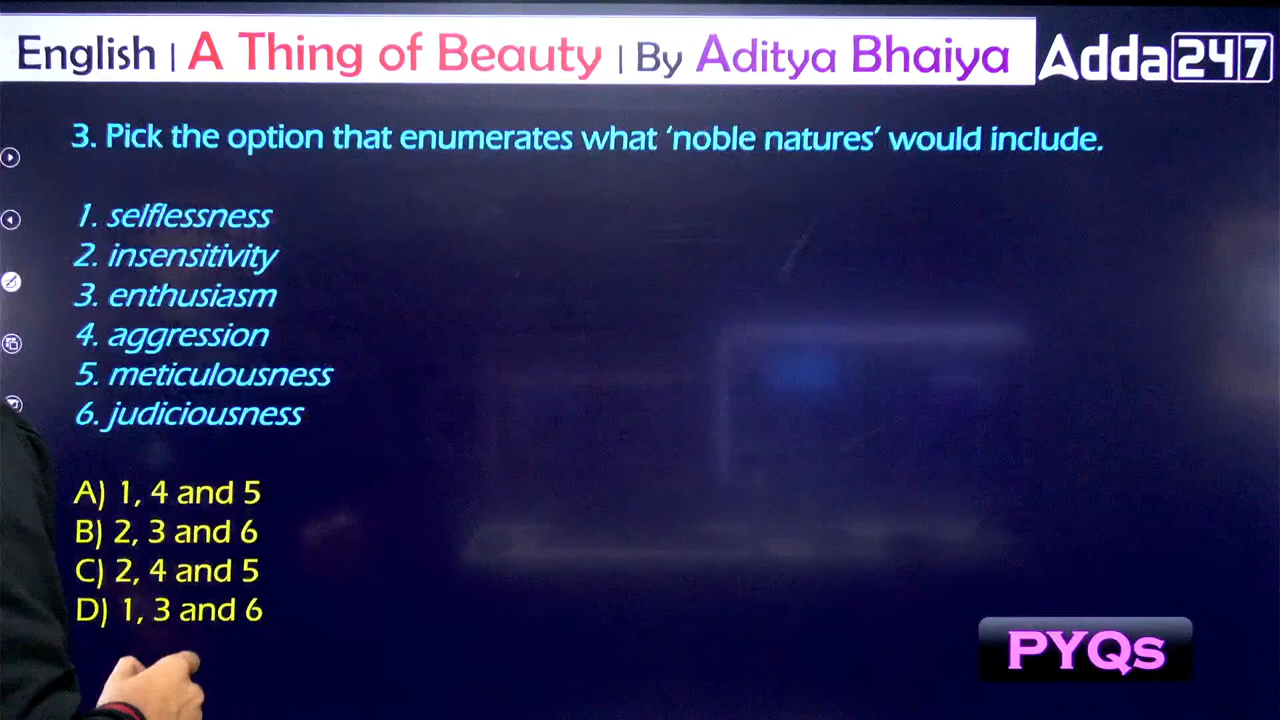 English | A Thing of Beauty | By Aditya Bhaiya Adda247
3. Pick the option that enumerates what ‘noble natures’ would include.
1. selflessness
2. insensitivity
3. enthusiasm
4. aggression
5. meticulousness
6. judiciousness
A) 1, 4 and 5
B) 2, 3 and 6
C) 2, 4 and 5
D) 1, 3 and 6
PYQs